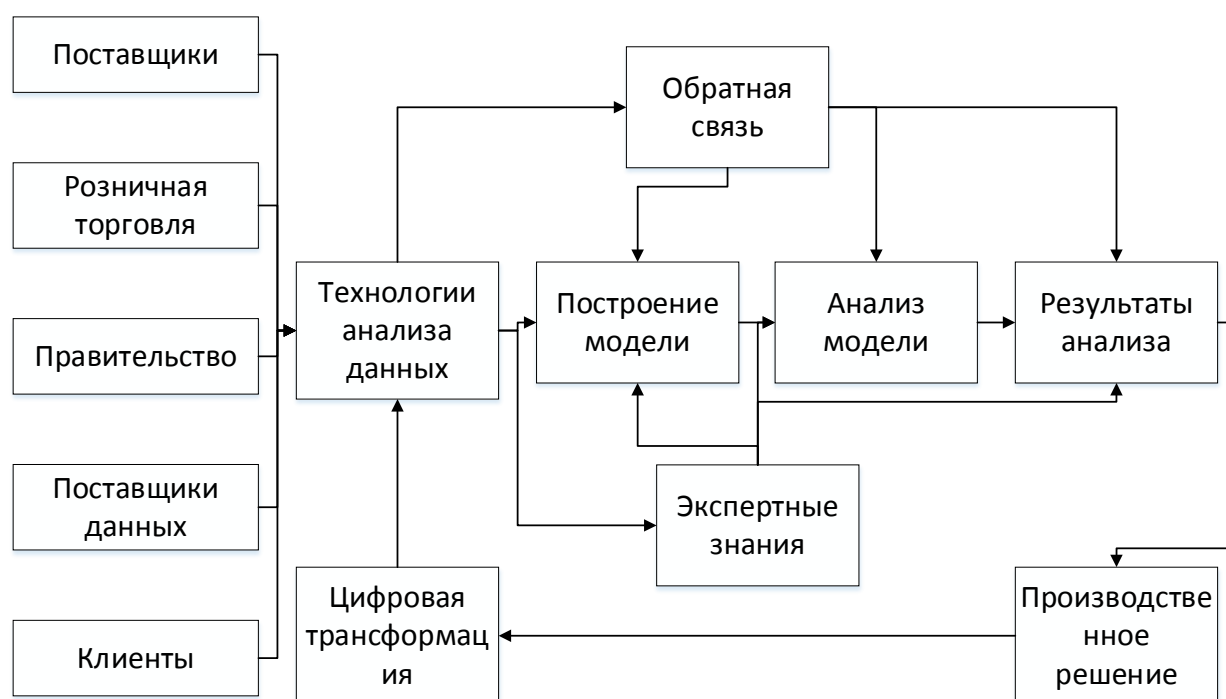 Поставщики
Розничная
торговля
Правительство
Поставщики
данных
Клиенты
Технологии
анализа
данных
Цифровая
трансформац
ия
Обратная
связь
Построение
модели
Анализ
модели
Результаты
анализа
Экспертные
знания
Производстве
нное
решение